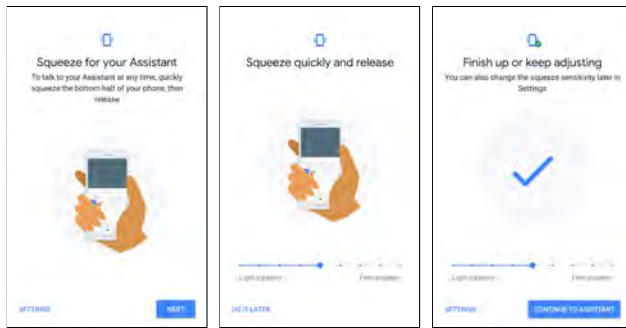 Squeeze for your Assistant
To talk to your Assistant at any time, quickly
squeeze the bottom half of your phone, then
release
SETTINGS
NEXT
Squeeze quickly and release
Light squeeze
Firm squeeze
DO IT LATER
Finish up or keep adjusting
You can also change the squeeze sensitivity later in
Settings
Light squeeze
Firm squeeze
SETTINGS
CONTINUE TO ASSISTANT